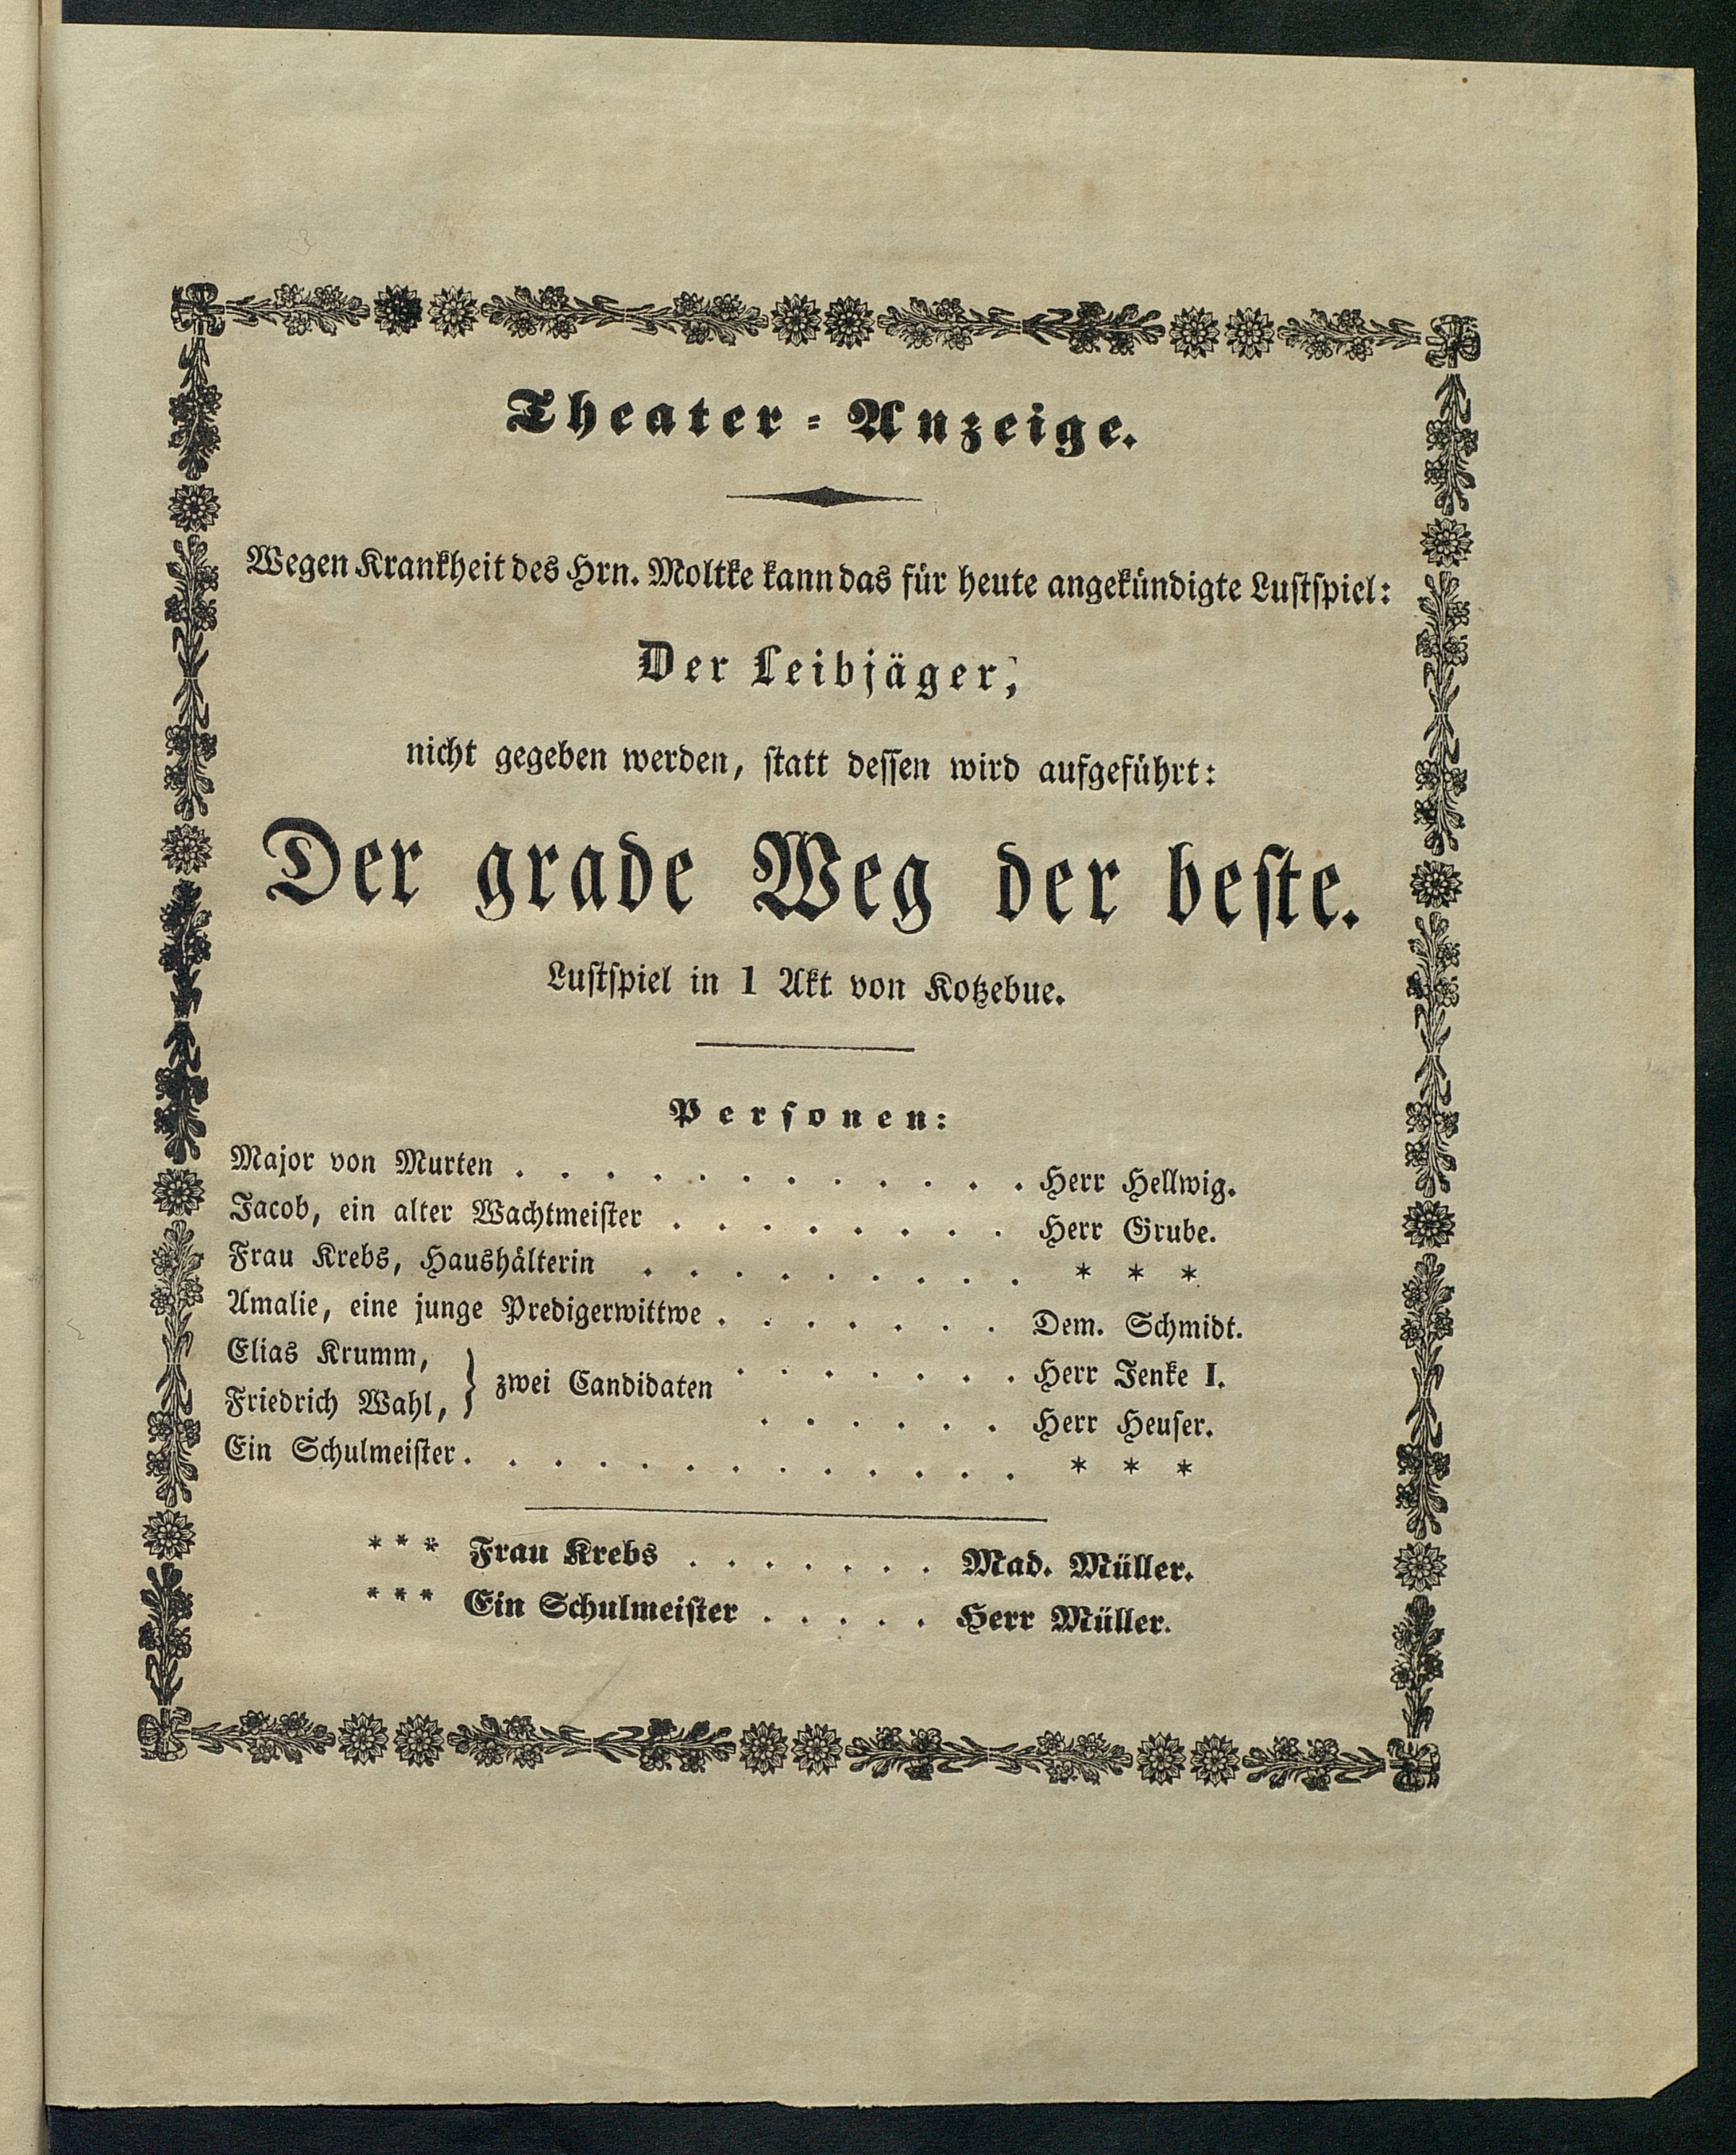 Theater-Anzeige.
Wegen Krankheit des Hrn. Moltke kann das für heute angekündigte Lustspiel:
Der Leibjäger,
nicht gegeben werden, statt dessen wird aufgeführt:
Der grade Weg der beste.
Lustspiel in 1 Akt von Kotzebue.
Personen:
Major von Murten . . . . . . . . . . . . Herr Hellwig.
Jacob, ein alter Wachtmeister . . . . . . . . Herr Grube.
Frau Krebs, Haushälterin . . . . . . . . . * * *
Amalie, eine junge Predigerwittwe . . . . . . . Dem. Schmidt.
Elias Krumm, } zwei Candidaten . . . . . . . Herr Jenke I.
Friedrich Wahl, } . . . . . . Herr Heuser.
Ein Schulmeister. . . . . . . . . . . . . * * *
* * * Frau Krebs . . . . . . Mad. Müller.
* * * Ein Schulmeister . . . . . Herr Müller.